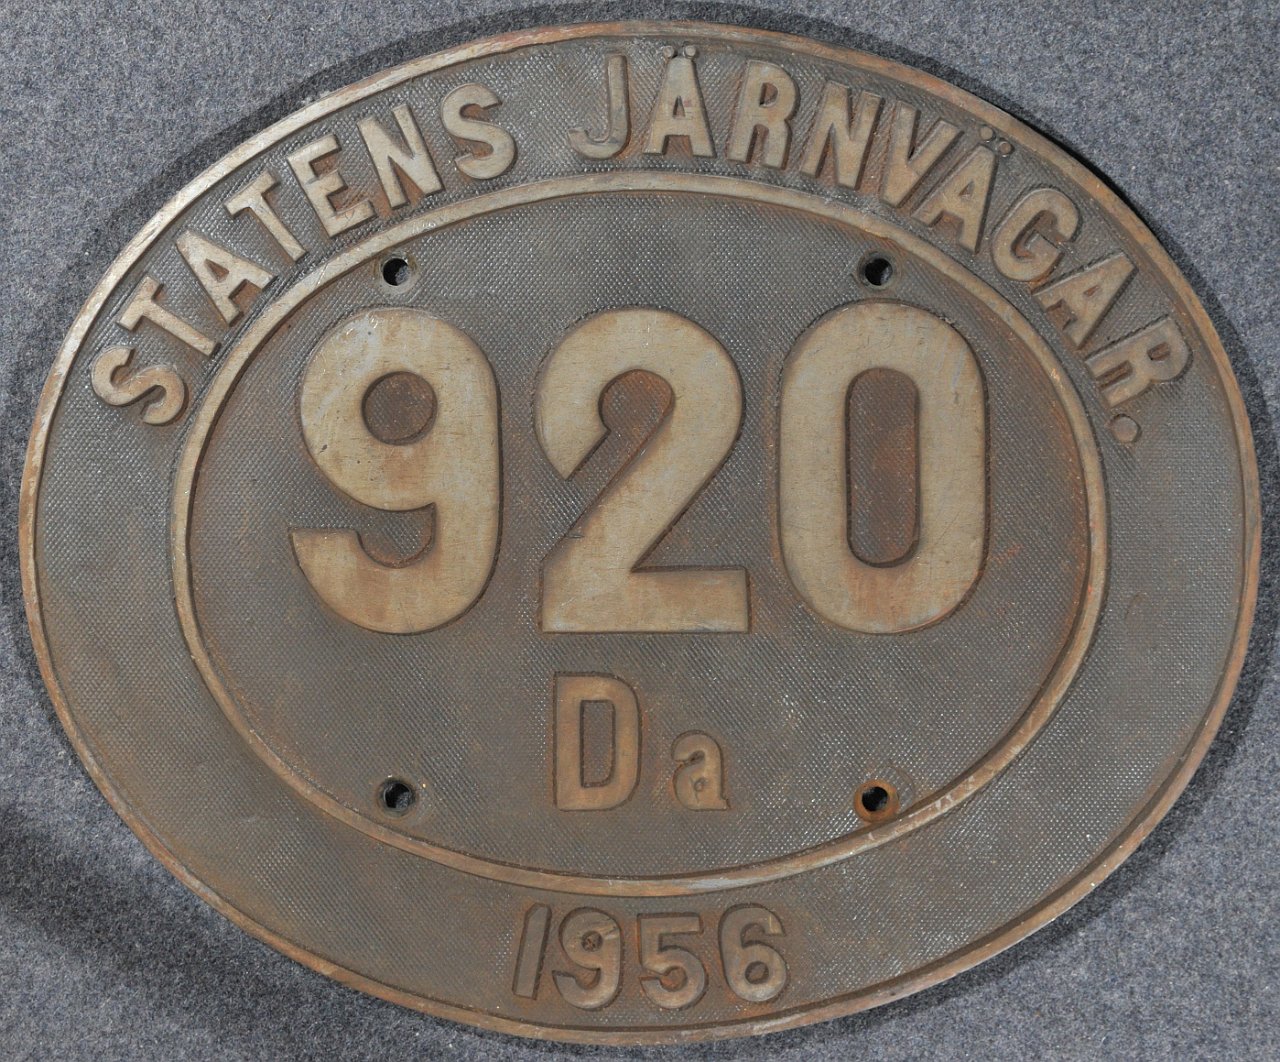 STATENS JÄRNVÄGAR.
920
Da
1956